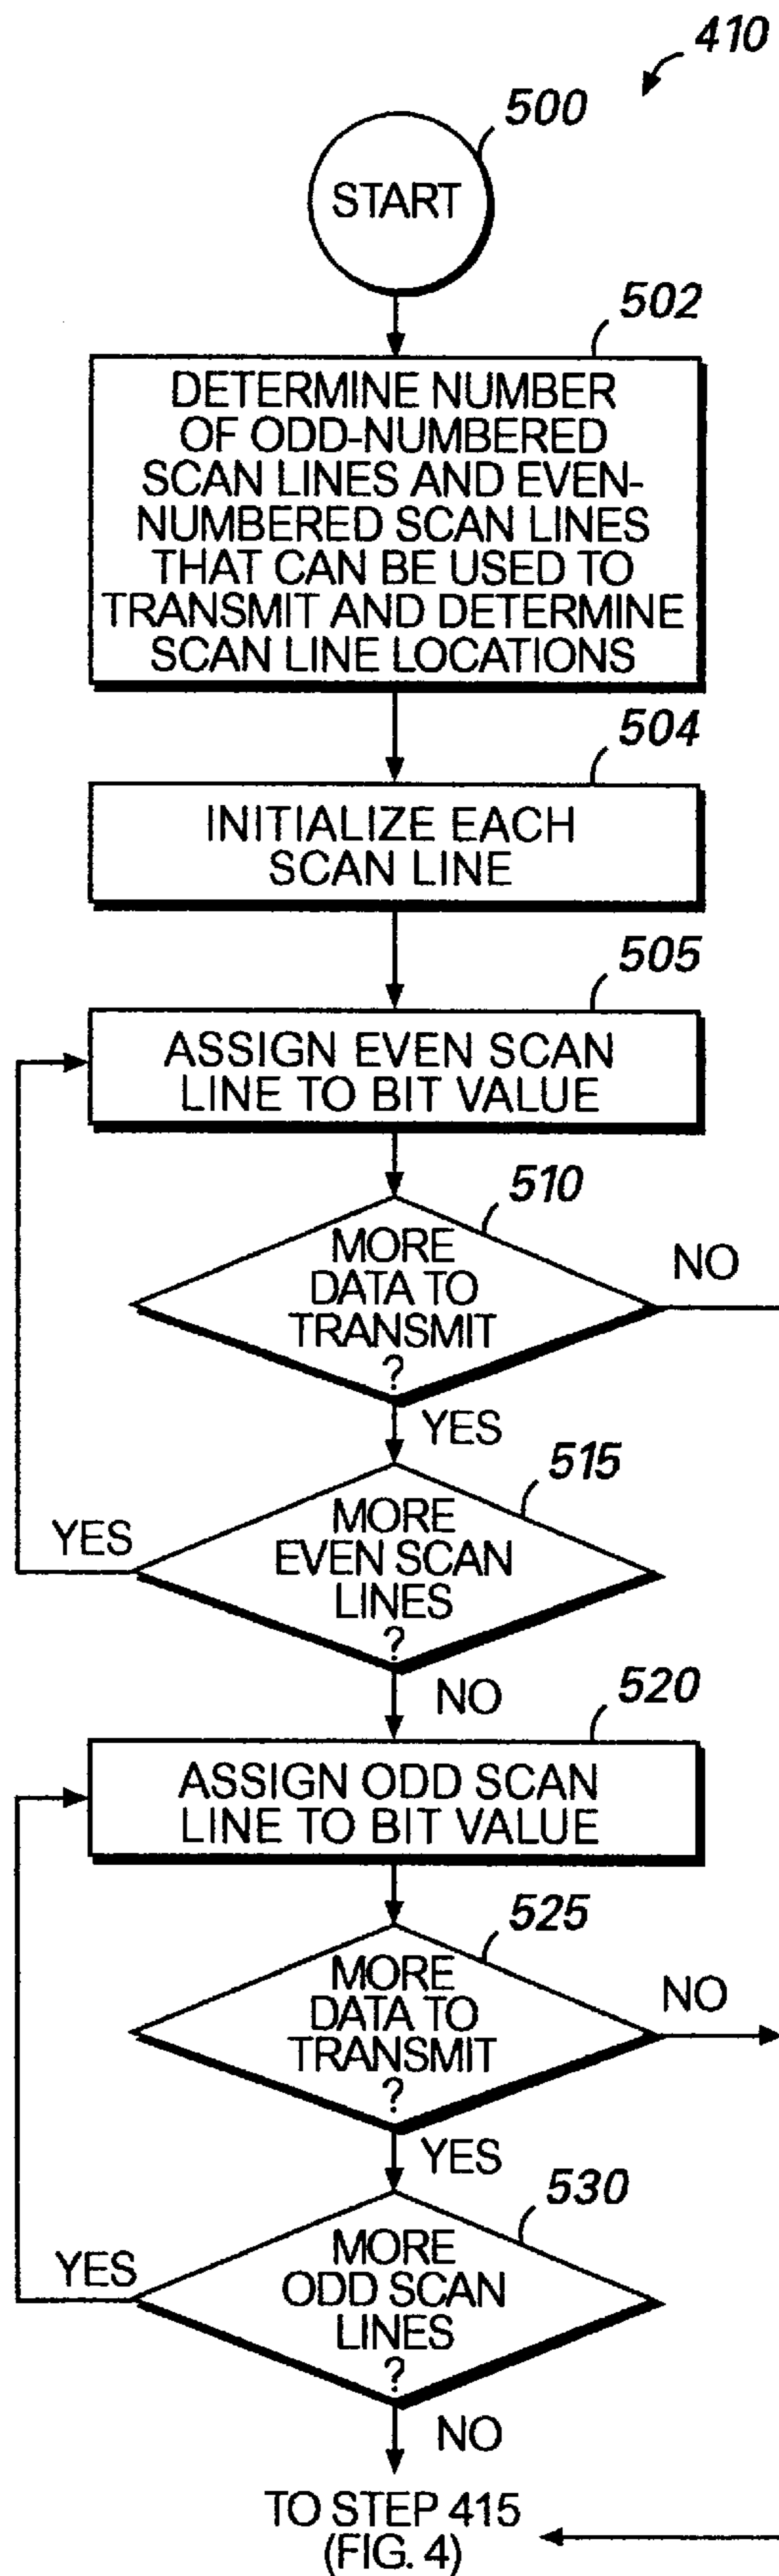 410
500
START
502
DETERMINE NUMBER
OF ODD-NUMBERED
SCAN LINES AND EVEN-
NUMBERED SCAN LINES
THAT CAN BE USED TO
TRANSMIT AND DETERMINE
SCAN LINE LOCATIONS
504
INITIALIZE EACH
SCAN LINE
505
ASSIGN EVEN SCAN
LINE TO BIT VALUE
510
MORE
DATA TO
TRANSMIT
?
NO
YES
515
MORE
EVEN SCAN
LINES
?
YES
NO
520
ASSIGN ODD SCAN
LINE TO BIT VALUE
525
MORE
DATA TO
TRANSMIT
?
NO
YES
530
MORE
ODD SCAN
LINES
?
YES
NO
TO STEP 415
(FIG. 4)